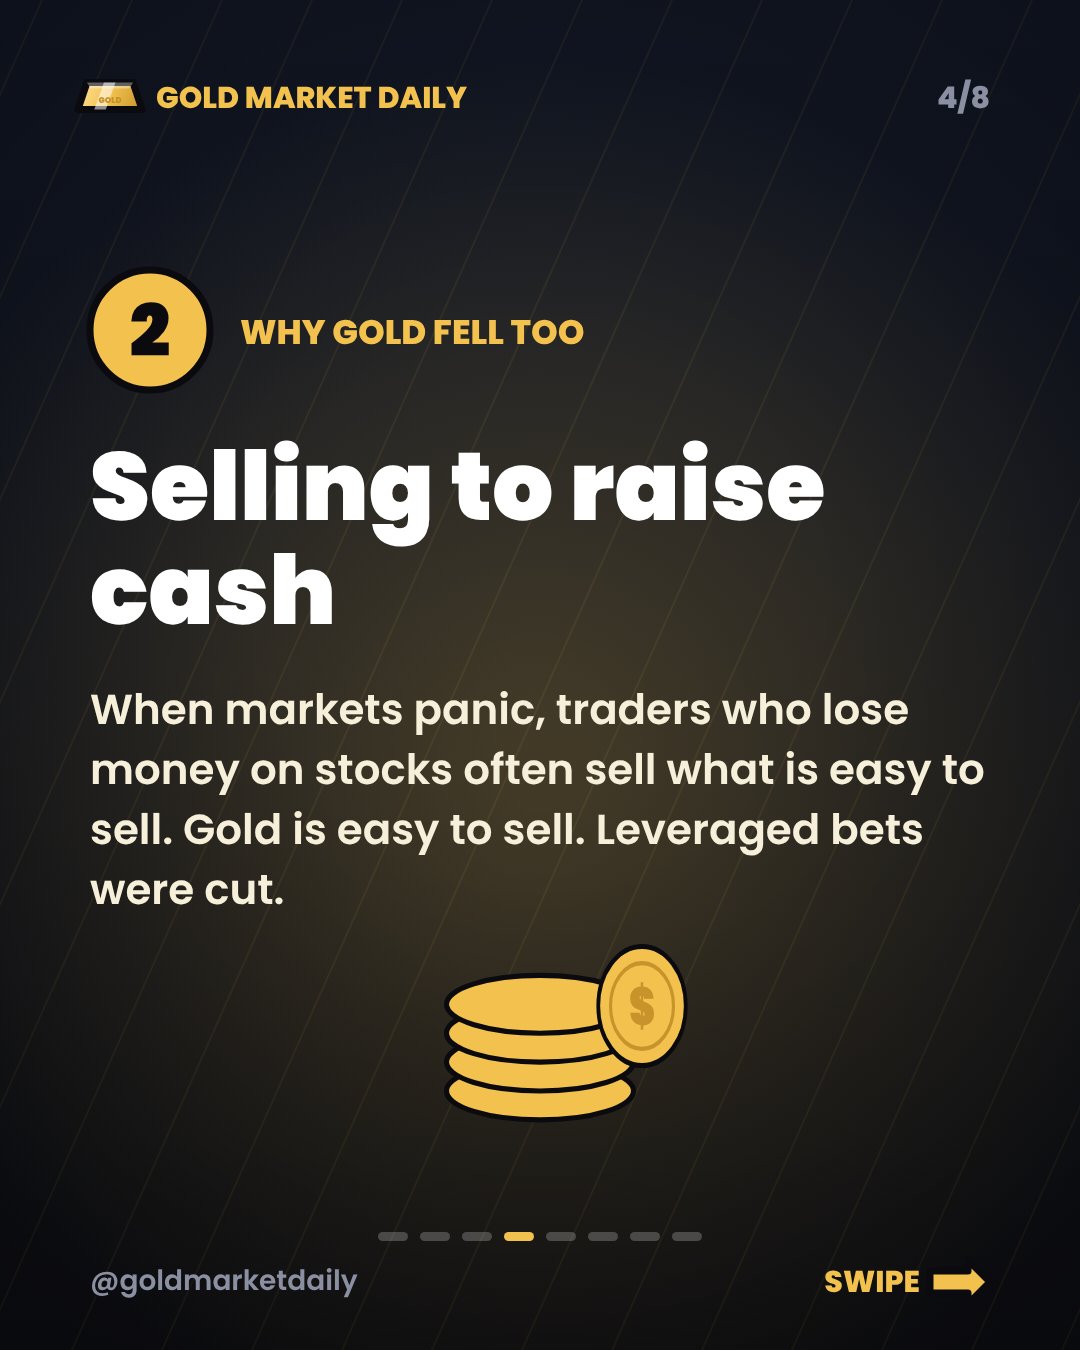 GOLD
GOLD MARKET DAILY
4/8
2
WHY GOLD FELL TOO
Selling to raise
cash
When markets panic, traders who lose
money on stocks often sell what is easy to
sell. Gold is easy to sell. Leveraged bets
were cut.
$
@goldmarketdaily
SWIPE